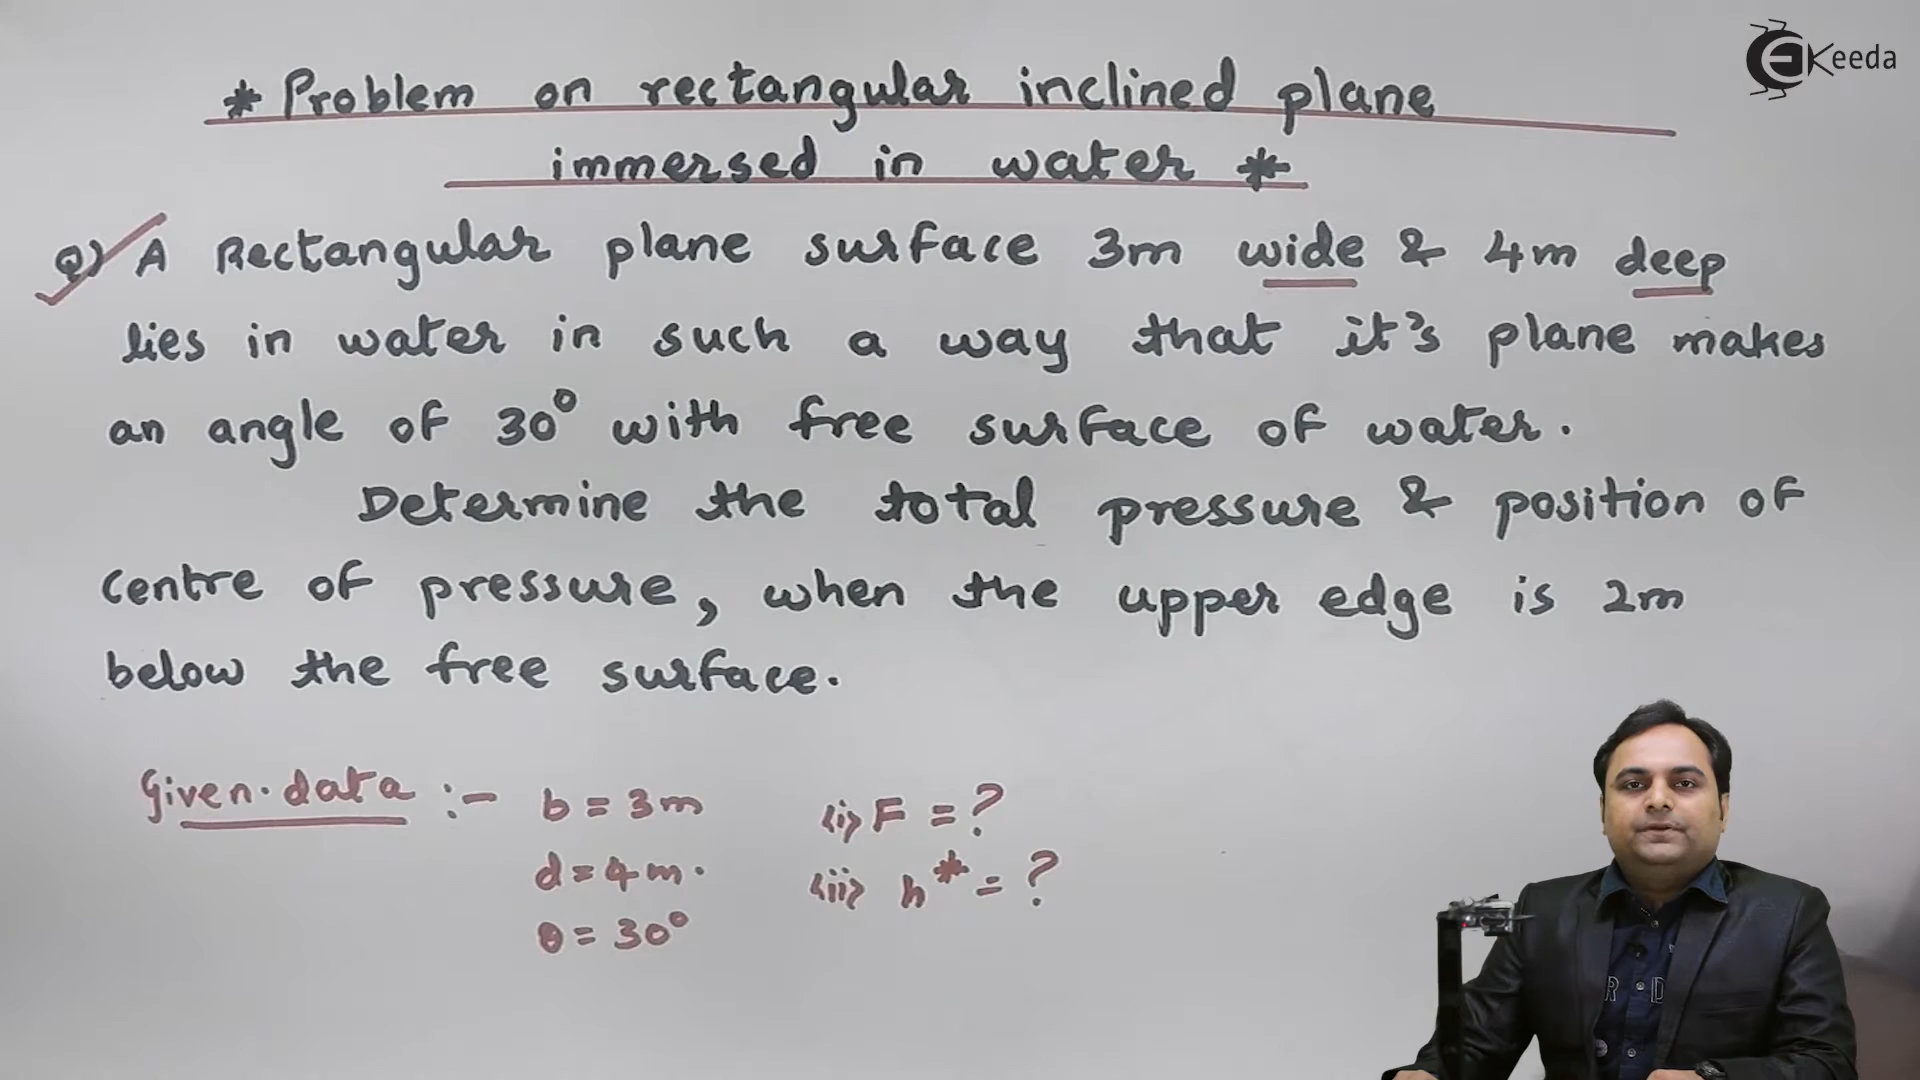 Keeda
* Problem on rectangular inclined plane
immersed in water *
Q) A Rectangular plane surface 3m wide & 4m deep
lies in water in such a way that it's plane makes
an angle of 30° with free surface of water.
Determine the total pressure & position of
centre of pressure, when the upper edge is 2m
below the free surface.
Given data :- b = 3m
d = 4m.
θ = 30°
(i) F = ?
(ii) h* = ?
R D